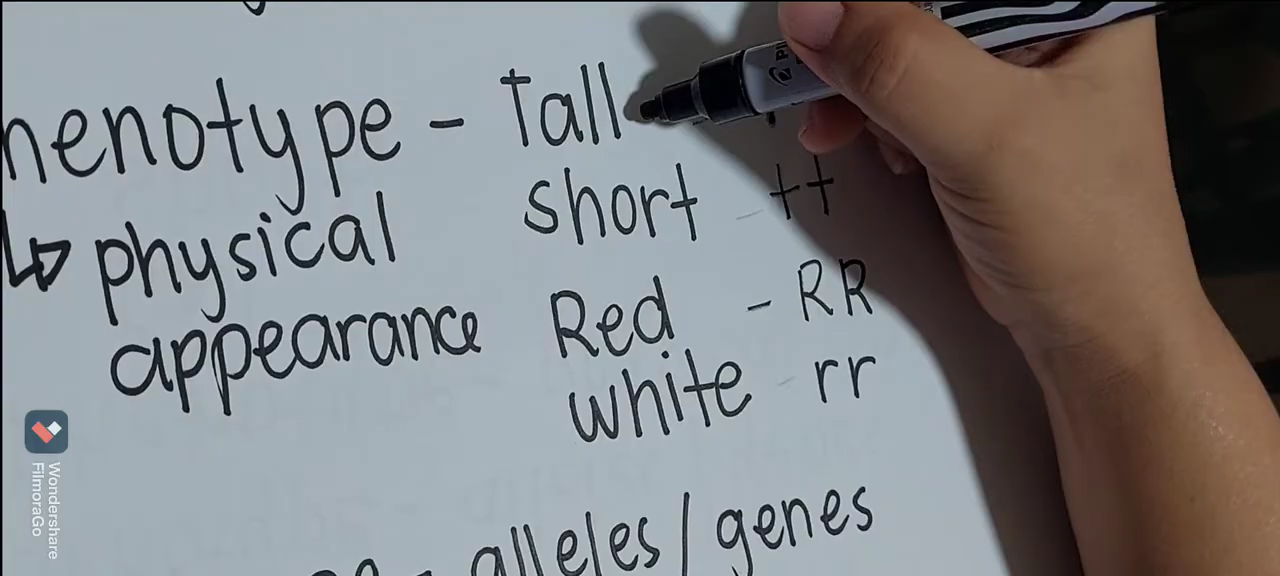 henotype - Tall
short - tt
↳ physical
appearance Red - RR
white - rr
alleles / genes
Wondershare
FilmoraGo